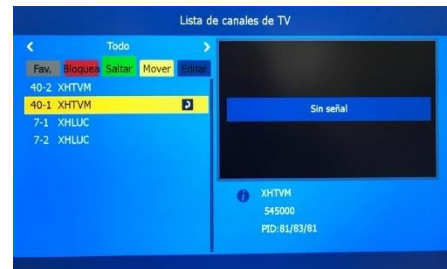 Lista de canales de TV
< Todo >
Fav. Bloquea Saltar Mover Editar
40-2 XHTVM
40-1 XHTVM
7-1 XHLUC
7-2 XHLUC
Sin señal
XHTVM
545000
PID:81/83/81